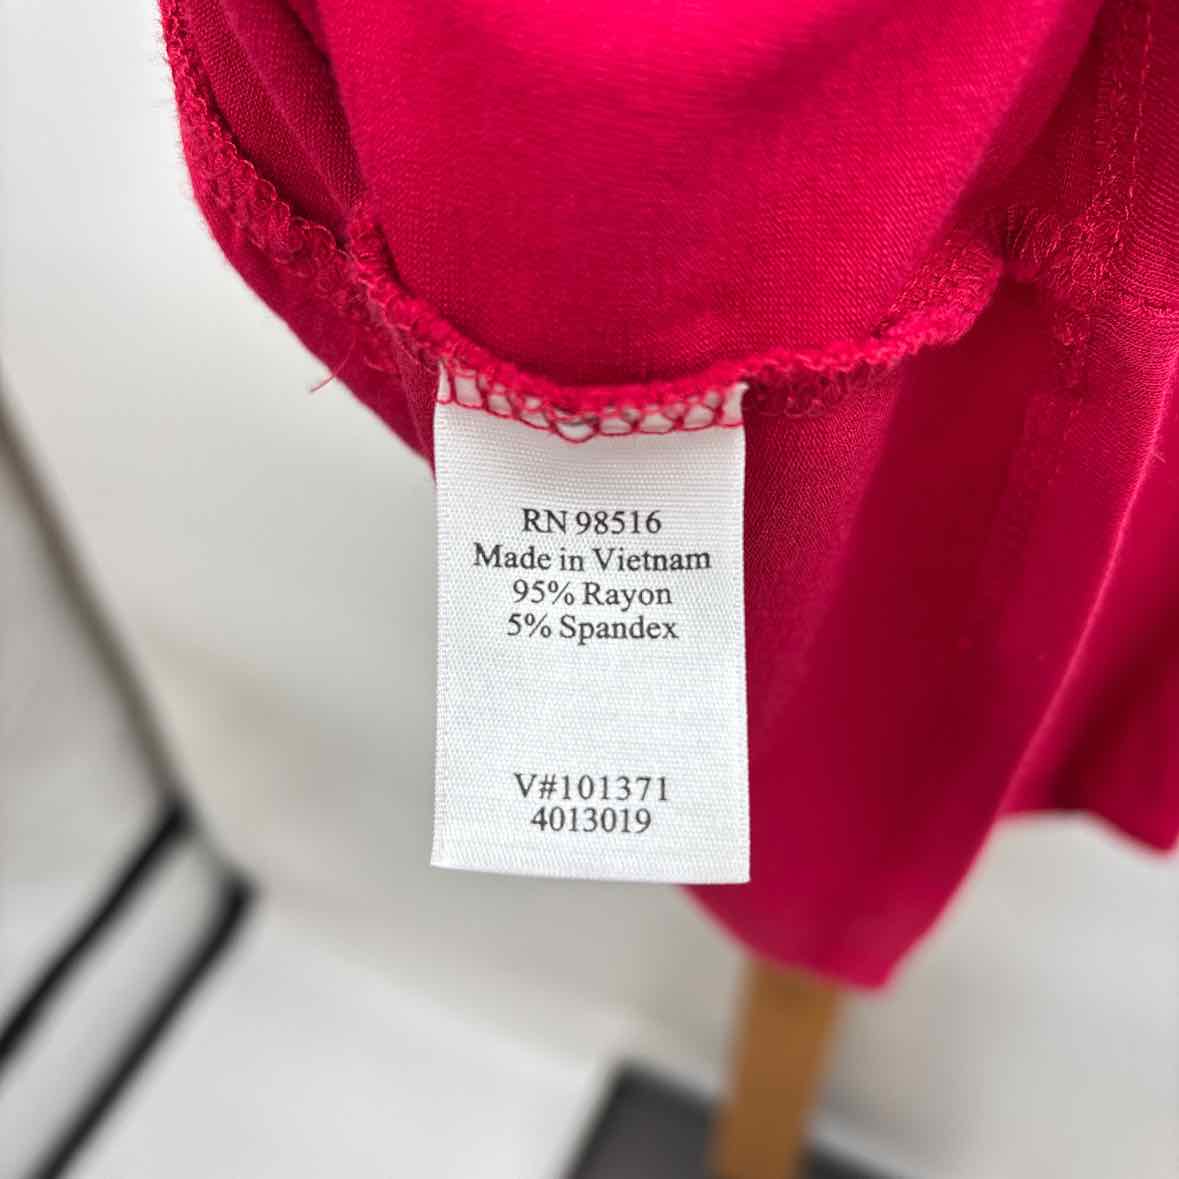 RN 98516
Made in Vietnam
95% Rayon
5% Spandex
V#101371
4013019